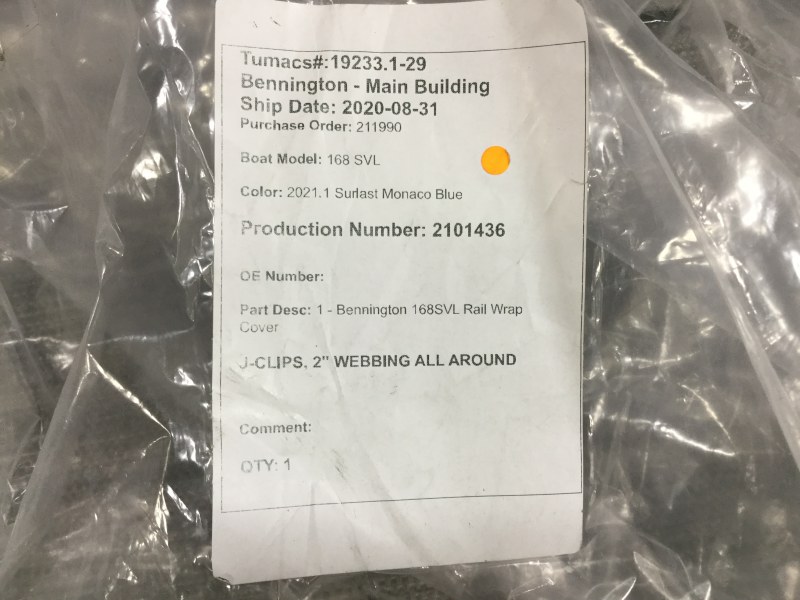 Tumacs#:19233.1-29
Bennington - Main Building
Ship Date: 2020-08-31
Purchase Order: 211990
Boat Model: 168 SVL
Color: 2021.1 Surlast Monaco Blue
Production Number: 2101436
OE Number:
Part Desc: 1 - Bennington 168SVL Rail Wrap
Cover
J-CLIPS, 2" WEBBING ALL AROUND
Comment:
QTY: 1